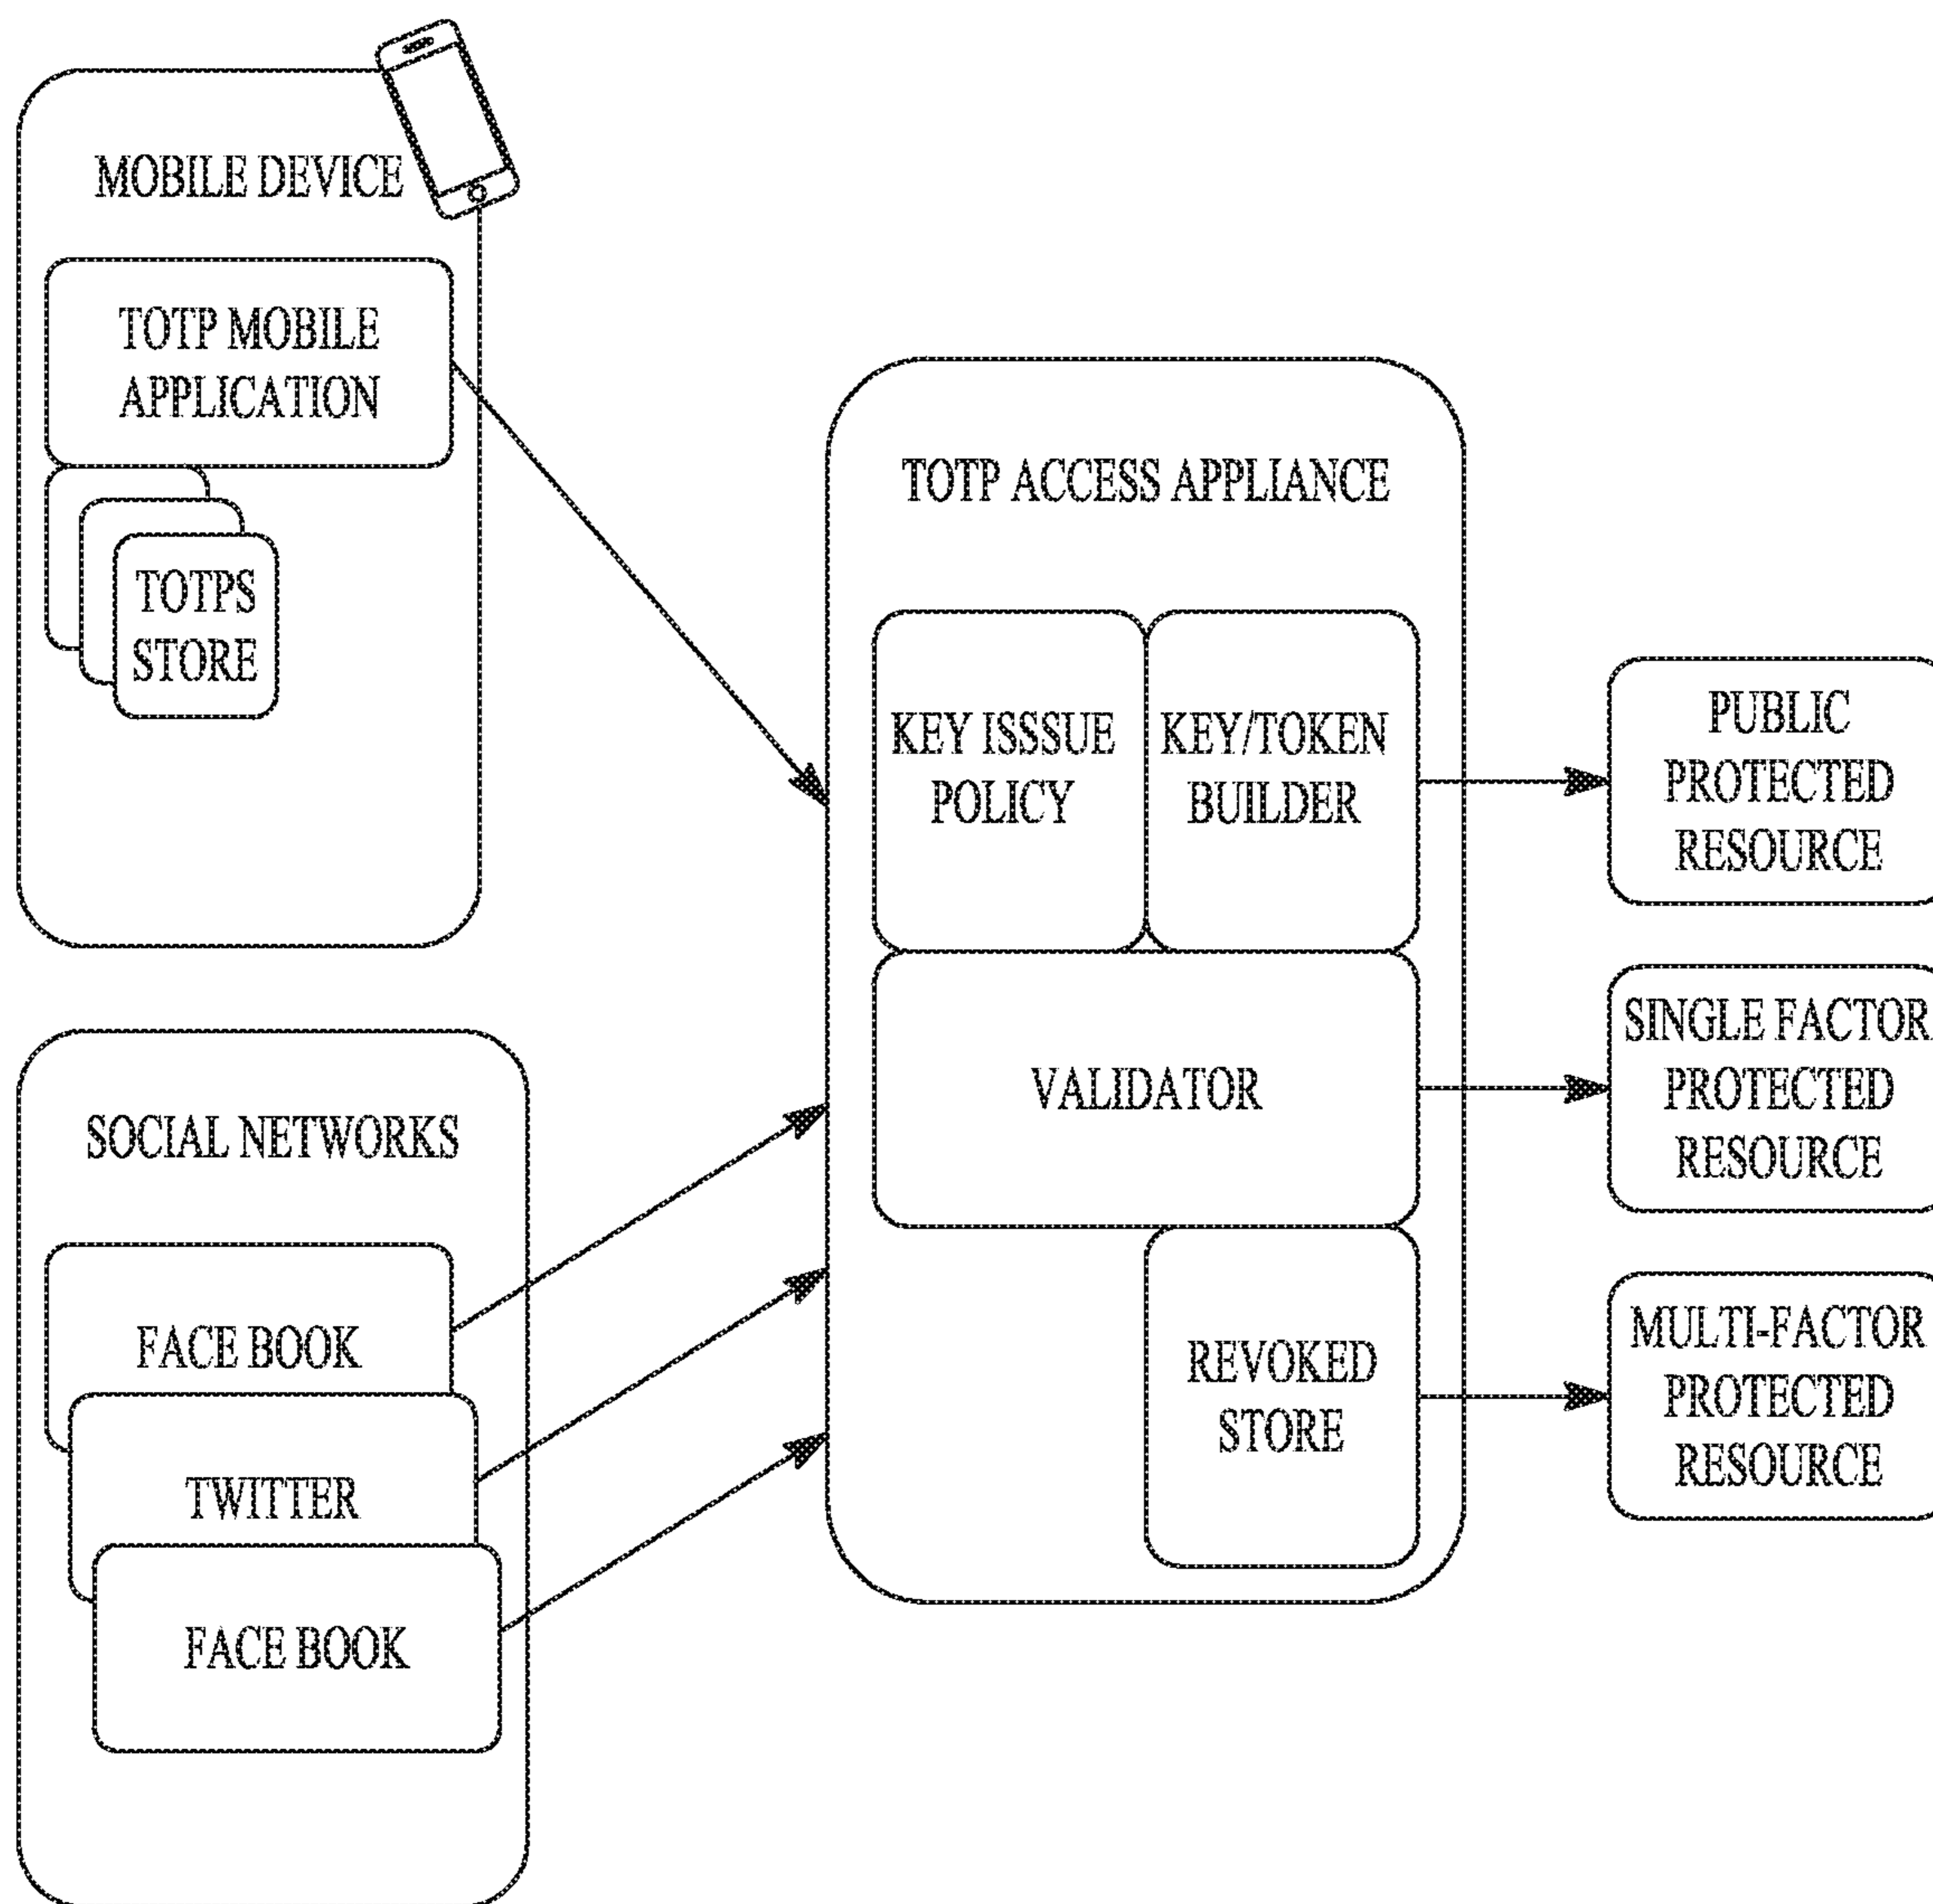 MOBILE DEVICE
TOTP MOBILE
APPLICATION
TOTPS
STORE
SOCIAL NETWORKS
FACE BOOK
TWITTER
FACE BOOK
TOTP ACCESS APPLIANCE
KEY ISSSUE
POLICY
KEY/TOKEN
BUILDER
VALIDATOR
REVOKED
STORE
PUBLIC
PROTECTED
RESOURCE
SINGLE FACTOR
PROTECTED
RESOURCE
MULTI-FACTOR
PROTECTED
RESOURCE